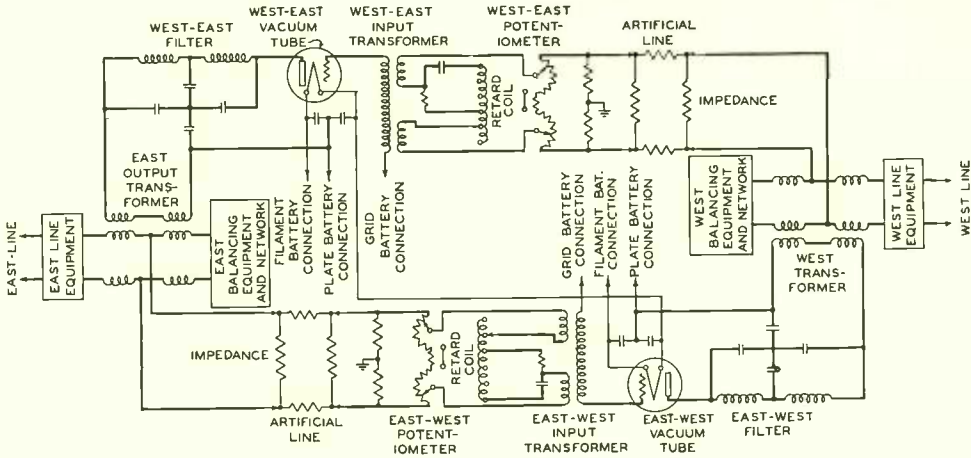 WEST-EAST
FILTER
WEST-EAST
VACUUM
TUBE
WEST-EAST
INPUT
TRANSFORMER
WEST-EAST
POTENT-
IOMETER
ARTIFICIAL
LINE
RETARD
COIL
IMPEDANCE
EAST
OUTPUT
TRANS-
FORMER
FILAMENT
BATTERY
CONNECTION
PLATE BATTERY
CONNECTION
GRID
BATTERY
CONNECTION
GRID BATTERY
CONNECTION
FILAMENT BAT.
CONNECTION
PLATE BATTERY
CONNECTION
WEST
BALANCING
EQUIPMENT
AND NETWORK
WEST LINE
EQUIPMENT
WEST LINE
EAST-LINE
EAST LINE
EQUIPMENT
EAST
BALANCING
EQUIPMENT
AND NETWORK
WEST
TRANS-
FORMER
IMPEDANCE
RETARD
COIL
ARTIFICIAL
LINE
EAST-WEST
POTENT-
IOMETER
EAST-WEST
INPUT
TRANSFORMER
EAST-WEST
VACUUM
TUBE
EAST-WEST
FILTER